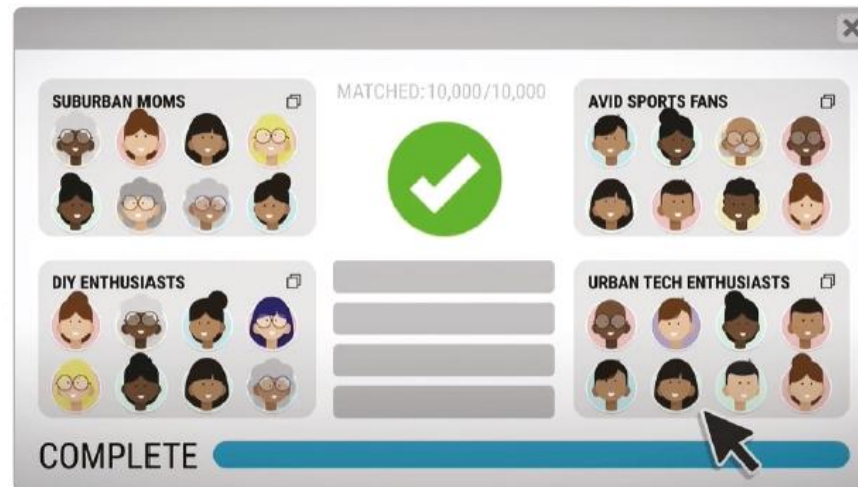 SUBURBAN MOMS
MATCHED: 10,000/10,000
AVID SPORTS FANS
DIY ENTHUSIASTS
URBAN TECH ENTHUSIASTS
COMPLETE